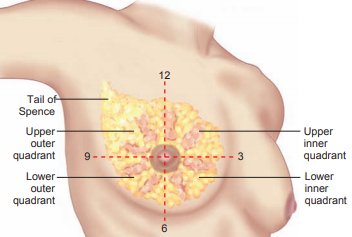 12
Tail of
Spence
Upper
outer
quadrant
Upper
inner
quadrant
9
3
Lower
outer
quadrant
Lower
inner
quadrant
6